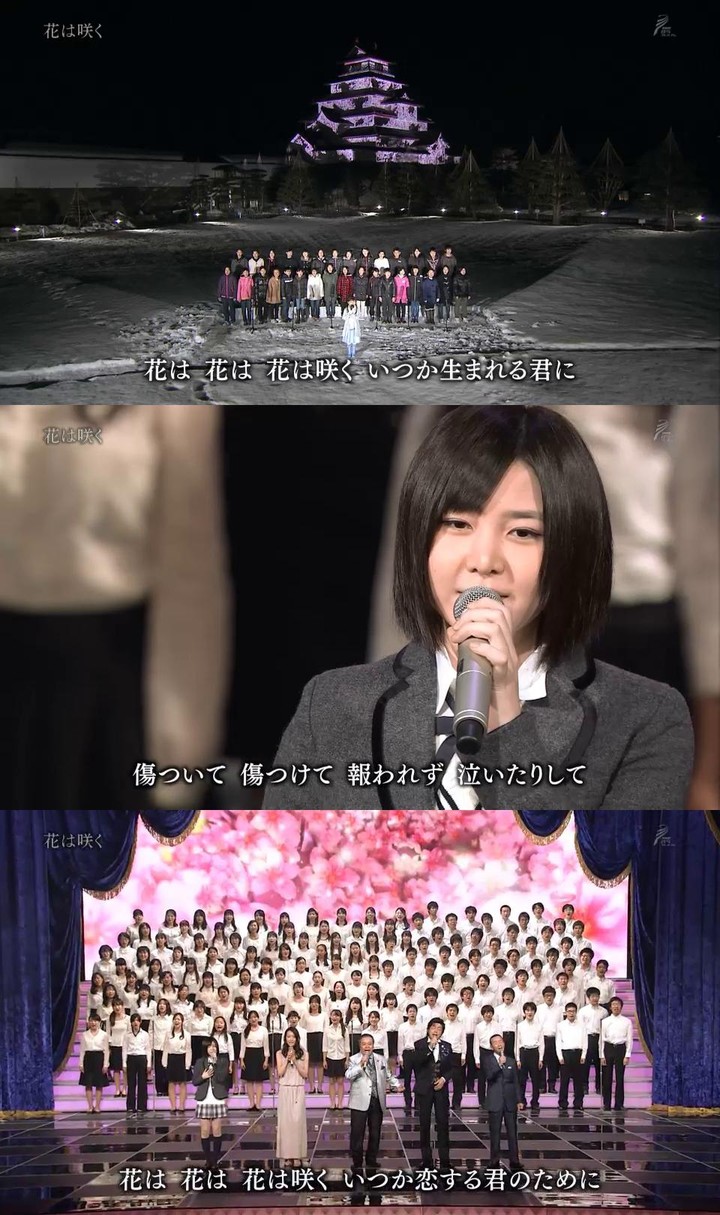 花は咲く
花は 花は 花は咲く いつか生まれる君に
花は咲く
傷ついて 傷つけて 報われず 泣いたりして
花は咲く
花は 花は 花は咲く いつか恋する君のために